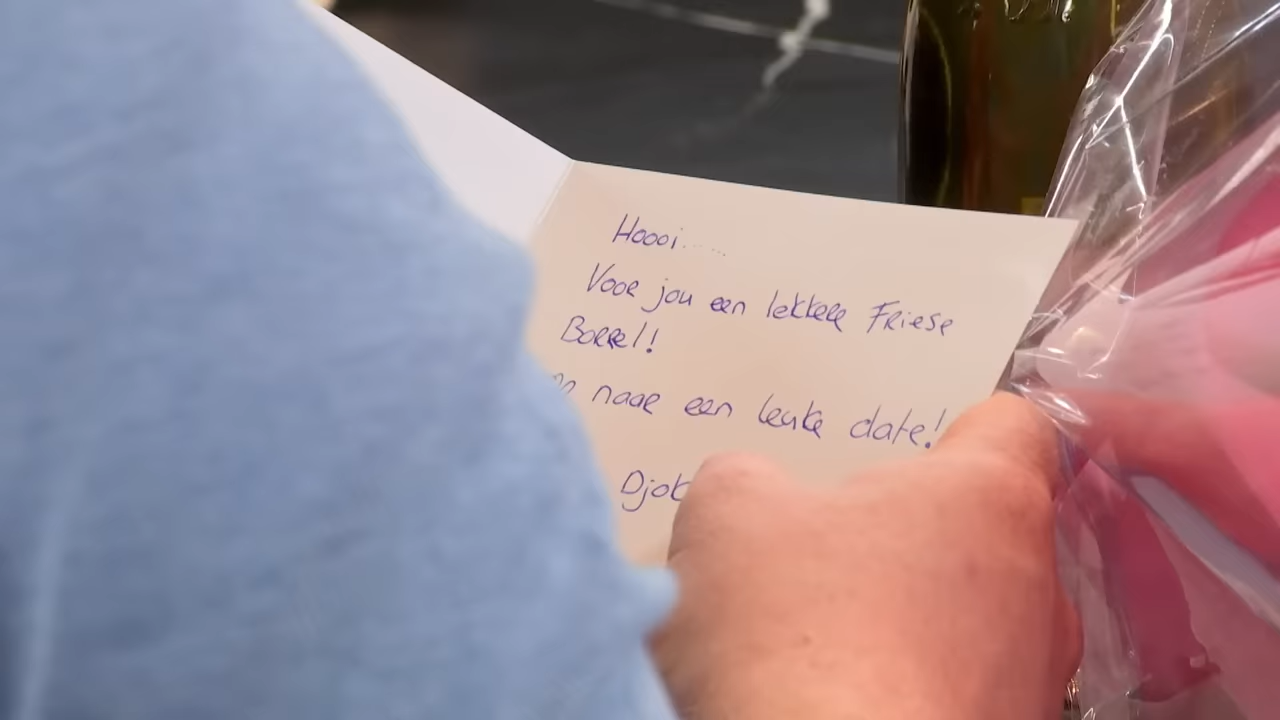 Hoooi.....
Voor jou een lekkere Friese
Borrel!
naar een leuke date!